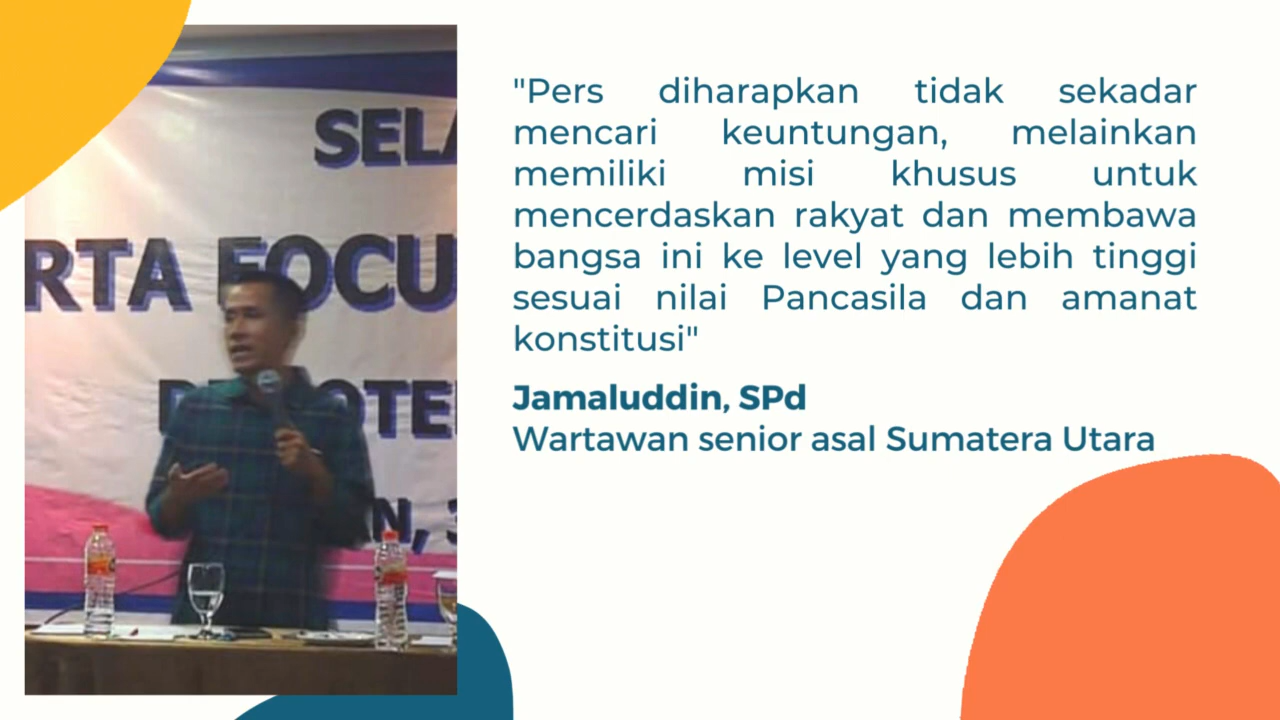 SELA
RTA FOCU
"Pers diharapkan tidak sekadar
mencari keuntungan, melainkan
memiliki misi khusus untuk
mencerdaskan rakyat dan membawa
bangsa ini ke level yang lebih tinggi
sesuai nilai Pancasila dan amanat
konstitusi"
Jamaluddin, SPd
Wartawan senior asal Sumatera Utara